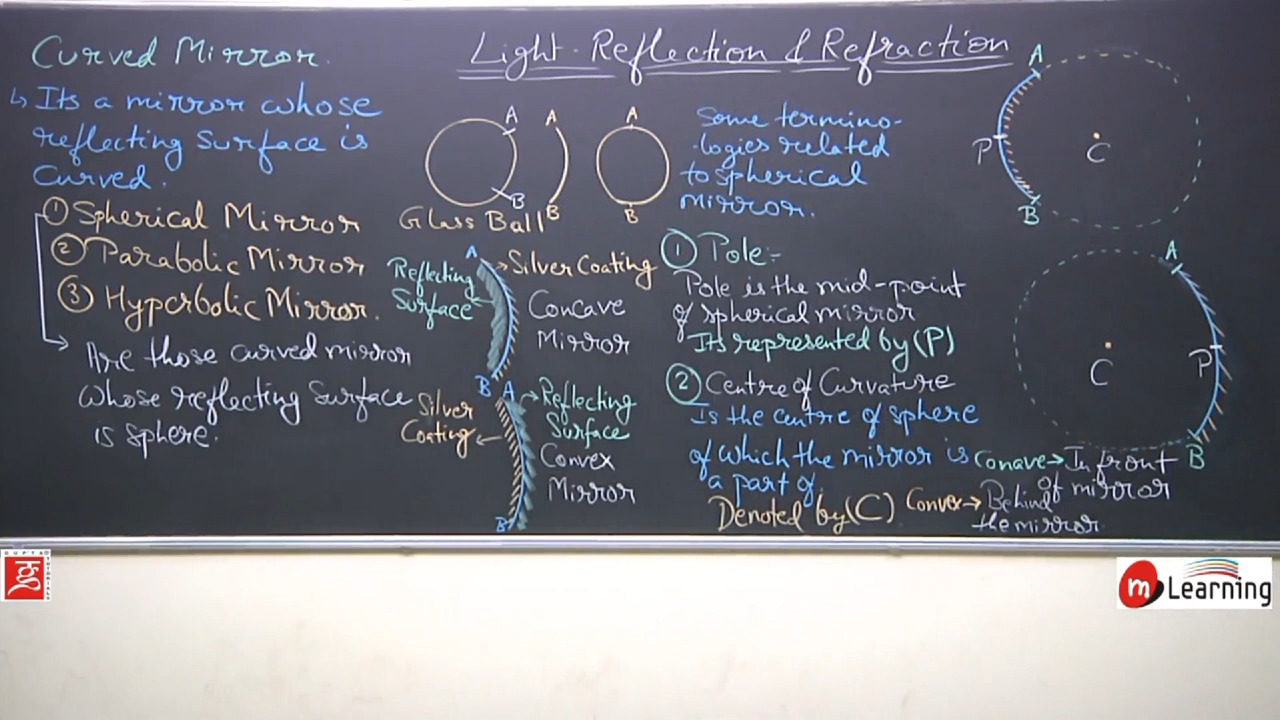 Light - Reflection & Refraction
Curved Mirror.
↳ Its a mirror whose
reflecting Surface is
Curved.
① Spherical Mirror
② Parabolic Mirror
③ Hyperbolic Mirror.
Are those curved mirror
whose reflecting Surface
is sphere.
A
B
A
B
A
B
Glass Ball
A
Silver Coating
Reflecting
Surface
Concave
Mirror
B
A
Reflecting
Surface
Silver
Coating
Convex
Mirror
B
Some termino-
-logies related
to spherical
mirror.
① Pole:-
Pole is the mid-point
of spherical mirror
Its represented by (P)
② Centre of Curvature
Is the centre of sphere
of which the mirror is
a part of.
Denoted by (C)
Conave → In front
of mirror
Convex → Behind
the mirror.
A
P
C
B
A
C
P
B
GUPTA
TUTORIALS
m Learning